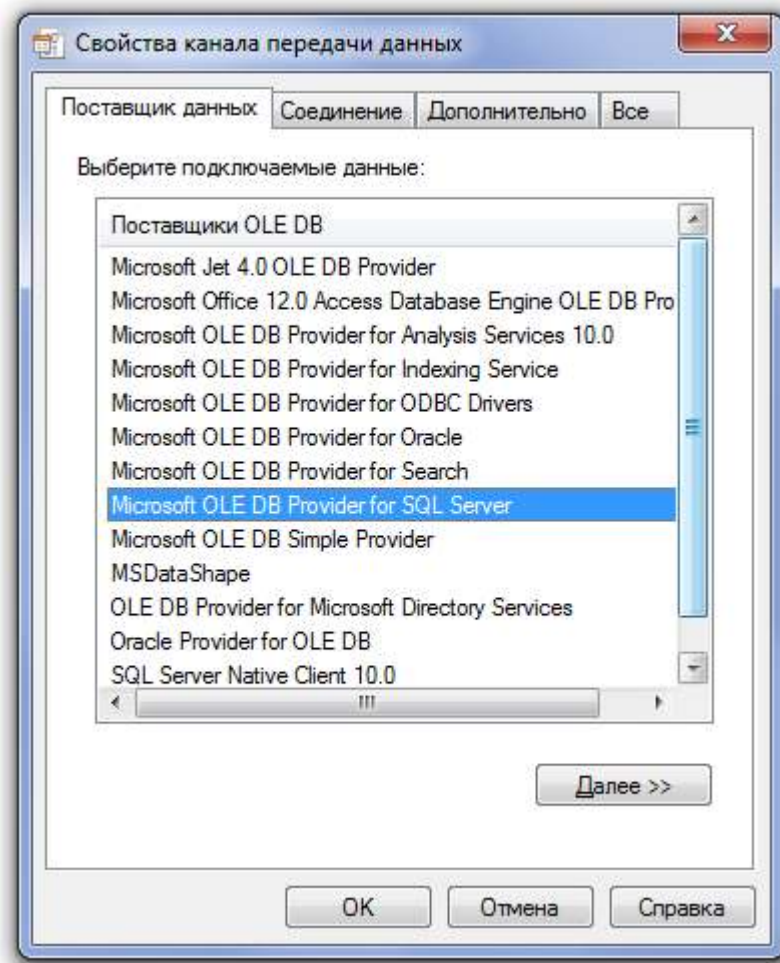 Свойства канала передачи данных
Поставщик данных Соединение Дополнительно Все
Выберите подключаемые данные:
Поставщики OLE DB
Microsoft Jet 4.0 OLE DB Provider
Microsoft Office 12.0 Access Database Engine OLE DB Pro
Microsoft OLE DB Provider for Analysis Services 10.0
Microsoft OLE DB Provider for Indexing Service
Microsoft OLE DB Provider for ODBC Drivers
Microsoft OLE DB Provider for Oracle
Microsoft OLE DB Provider for Search
Microsoft OLE DB Provider for SQL Server
Microsoft OLE DB Simple Provider
MSDataShape
OLE DB Provider for Microsoft Directory Services
Oracle Provider for OLE DB
SQL Server Native Client 10.0
Далее >>
OK Отмена Справка